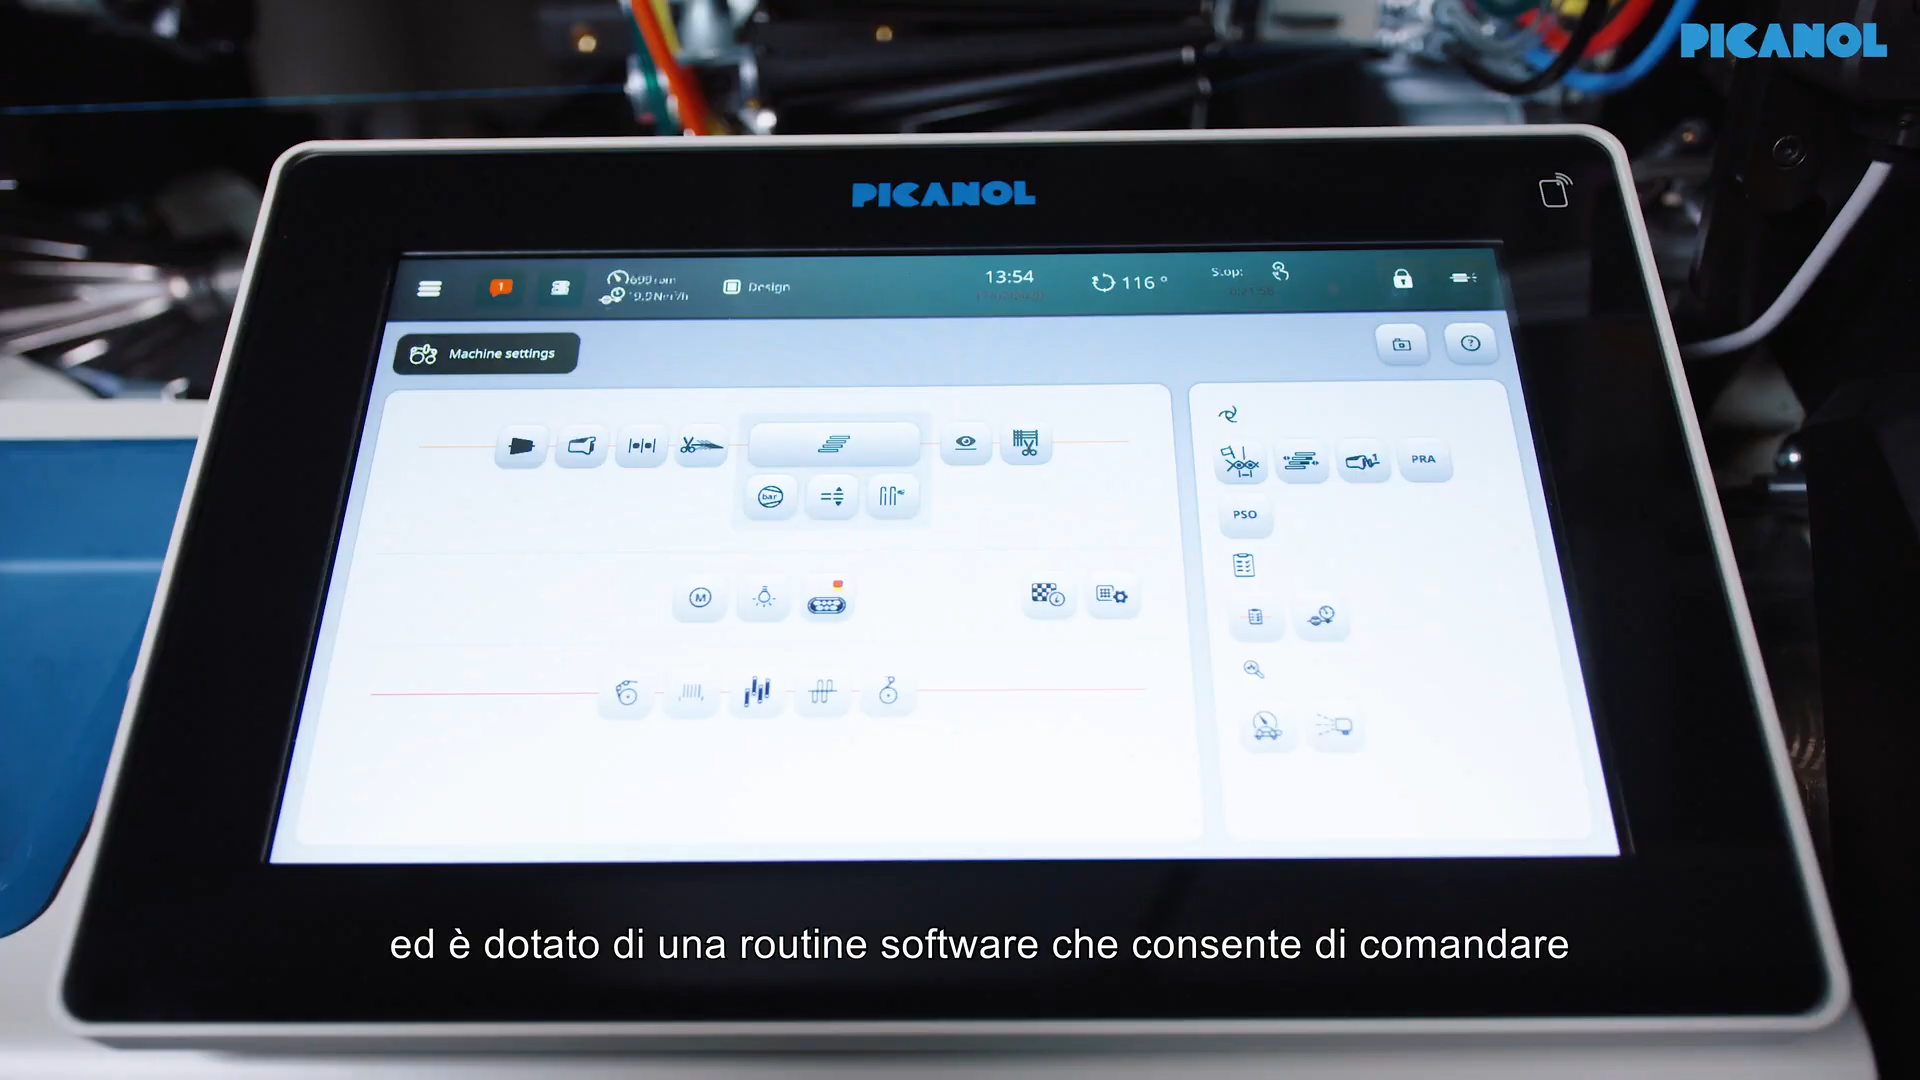 PICANOL
PICANOL
1
Design
13:54
116 °
Stop:
Machine settings
?
bar
M
PRA
PSO
ed è dotato di una routine software che consente di comandare